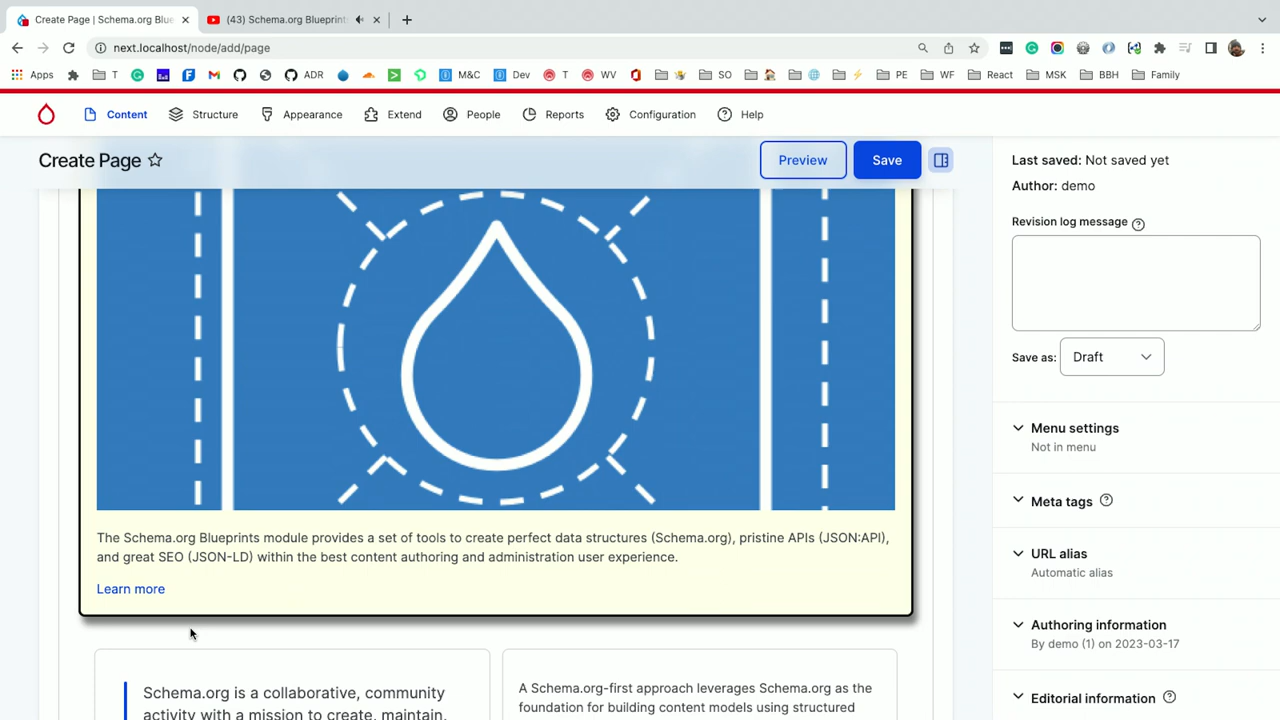 Create Page | Schema.org Blue
(43) Schema.org Blueprint
next.localhost/node/add/page
Apps
T
ADR
M&C
Dev
T
WV
SO
PE
WF
React
MSK
BBH
Family
Content
Structure
Appearance
Extend
People
Reports
Configuration
Help
Create Page
Preview
Save
The Schema.org Blueprints module provides a set of tools to create perfect data structures (Schema.org), pristine APIs (JSON:API),
and great SEO (JSON-LD) within the best content authoring and administration user experience.
Learn more
Schema.org is a collaborative, community
activity with a mission to create, maintain,
A Schema.org-first approach leverages Schema.org as the
foundation for building content models using structured
Last saved: Not saved yet
Author: demo
Revision log message
Save as:
Draft
Menu settings
Not in menu
Meta tags
URL alias
Automatic alias
Authoring information
By demo (1) on 2023-03-17
Editorial information